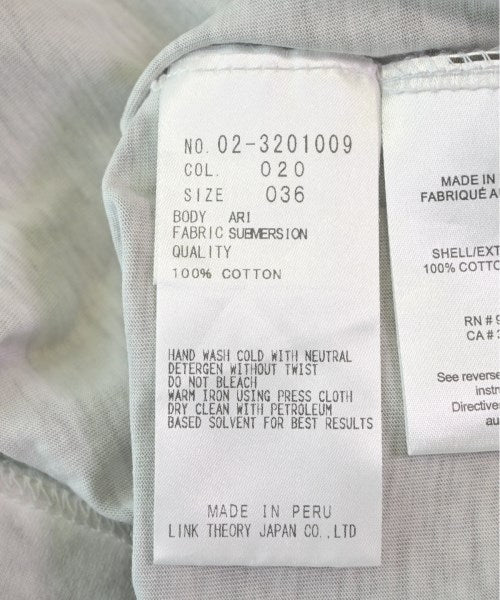 NO. 02-3201009
COL. 020
SIZE 036
BODY ARI
FABRIC SUBMERSION
QUALITY
100% COTTON
HAND WASH COLD WITH NEUTRAL
DETERGEN WITHOUT TWIST
DO NOT BLEACH
WARM IRON USING PRESS CLOTH
DRY CLEAN WITH PETROLEUM
BASED SOLVENT FOR BEST RESULTS
MADE IN PERU
LINK THEORY JAPAN CO.,LTD
MADE IN
FABRIQUÉ
SHELL/EXT
100% COTTO
RN # 9
CA # 3
See reverse
instr
Directives
au